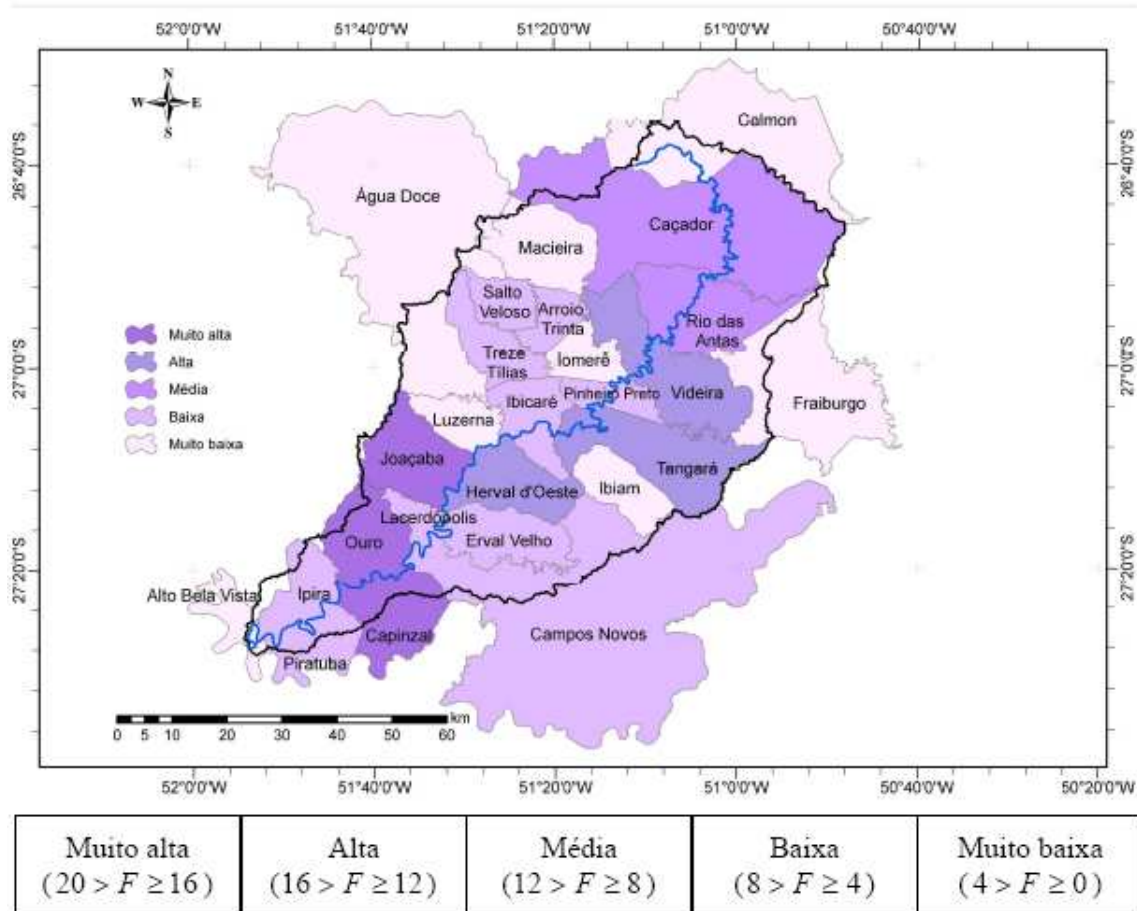 52°0'0"W 51°40'0"W 51°20'0"W 51°0'0"W 50°40'0"W
N
W E
S
26°40'0"S
26°40'0"S
Calmon
Água Doce
Caçador
Macieira
Salto
Veloso
Arroio
Trinta
Rio das
Antas
Muito alta
Alta
Média
Baixa
Muito baixa
Treze
Tílias
Iomerê
27°0'0"S
27°0'0"S
Ibicaré
Pinheiro Preto
Videira
Fraiburgo
Luzerna
Joaçaba
Tangará
Herval d'Oeste
Ibiam
Lacerdópolis
Ouro
Erval Velho
27°20'0"S
27°20'0"S
Alto Bela Vista
Ipira
Capinzal
Campos Novos
Piratuba
km
0 5 10 20 30 40 50 60
52°0'0"W 51°40'0"W 51°20'0"W 51°0'0"W 50°40'0"W 50°20'0"W
Muito alta Alta Média Baixa Muito baixa
(20 > F ≥ 16) (16 > F ≥ 12) (12 > F ≥ 8) (8 > F ≥ 4) (4 > F ≥ 0)